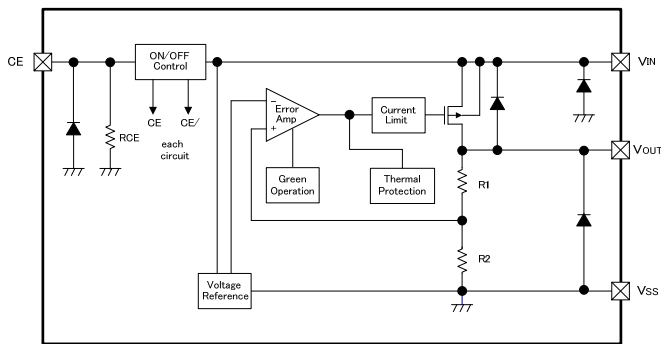 CE
ON/OFF
Control
VIN
CE
CE/
each
circuit
RCE
−
Error
Amp
+
Current
Limit
Green
Operation
Thermal
Protection
VOUT
R1
R2
Voltage
Reference
VSS